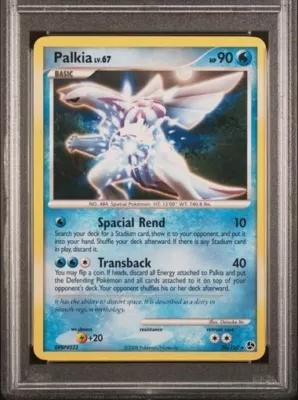 Palkia LV.67
HP 90
BASIC
NO. 484 Spatial Pokémon HT: 13'09" WT: 740.8 lbs.
Spacial Rend 10
Search your deck for a Stadium card, show it to your opponent, and put it
into your hand. Shuffle your deck afterward. If there is any Stadium card
in play, discard it.
Transback 40
You may flip a coin. If heads, discard all Energy attached to Palkia and put
the Defending Pokémon and all cards attached to it on top of your
opponent's deck. Your opponent shuffles his or her deck afterward.
It has the ability to distort space. It is described as a deity in
weakness
resistance
retreat cost
+20